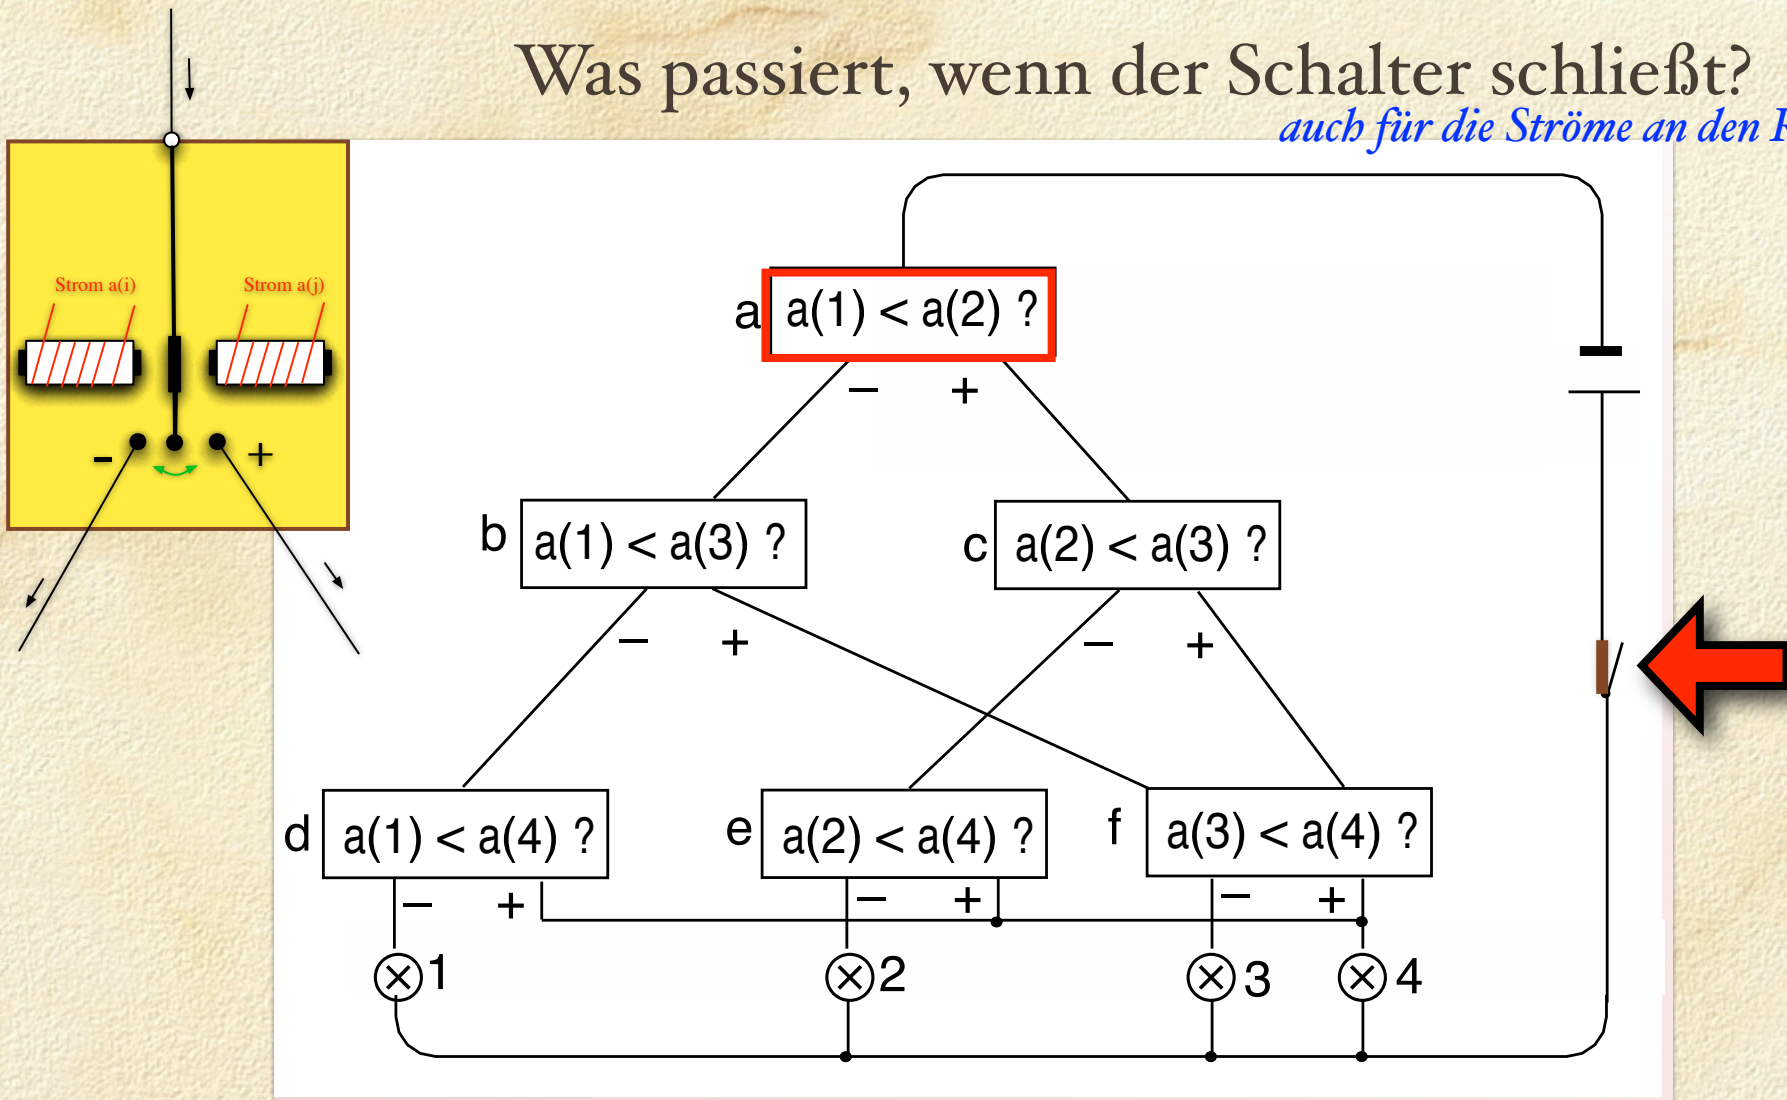 Was passiert, wenn der Schalter schließt?
auch für die Ströme an den
Strom a(i)
Strom a(j)
- +
a a(1) < a(2) ?
− +
b a(1) < a(3) ?
c a(2) < a(3) ?
− +
− +
d a(1) < a(4) ?
e a(2) < a(4) ?
f a(3) < a(4) ?
− +
− +
− +
1
2
3
4